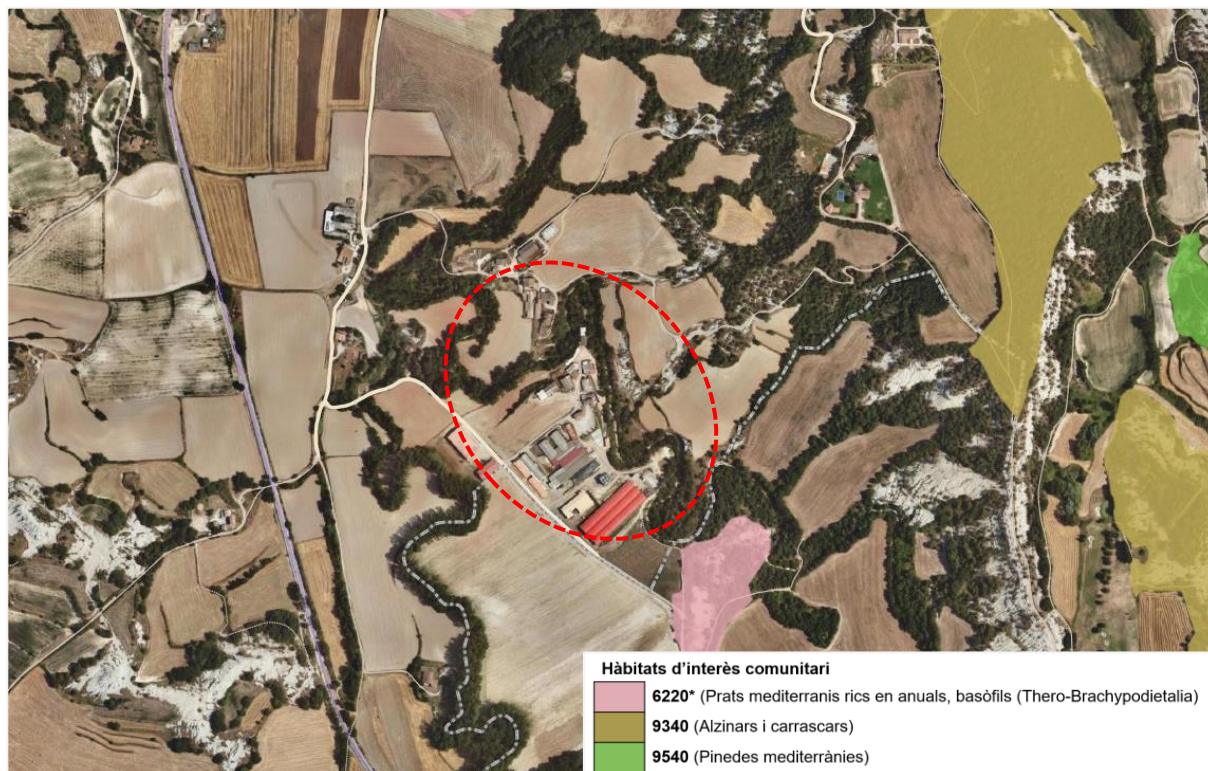 Hàbitats d'interès comunitari
6220* (Prats mediterranis rics en anuals, basòfils (Thero-Brachypodietalia)
9340 (Alzinars i carrascars)
9540 (Pinedes mediterrànies)